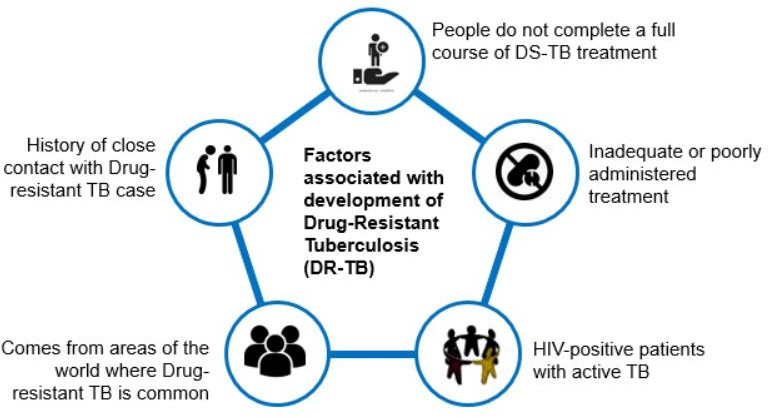 People do not complete a full
course of DS-TB treatment
History of close
contact with Drug-
resistant TB case
Factors
associated with
development of
Drug-Resistant
Tuberculosis
(DR-TB)
Inadequate or poorly
administered
treatment
Comes from areas of the
world where Drug-
resistant TB is common
HIV-positive patients
with active TB